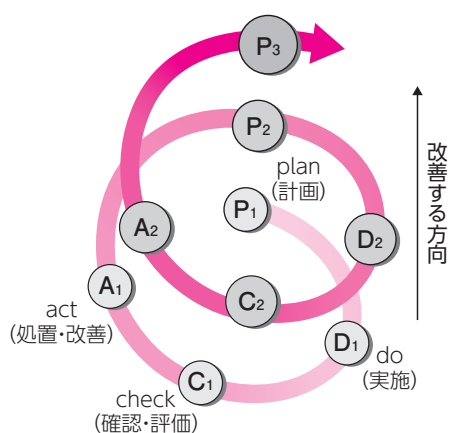 P3
P2
plan
(計画)
P1
A2
D2
C2
A1
act
(処置・改善)
D1
do
(実施)
C1
check
(確認・評価)
改善する方向